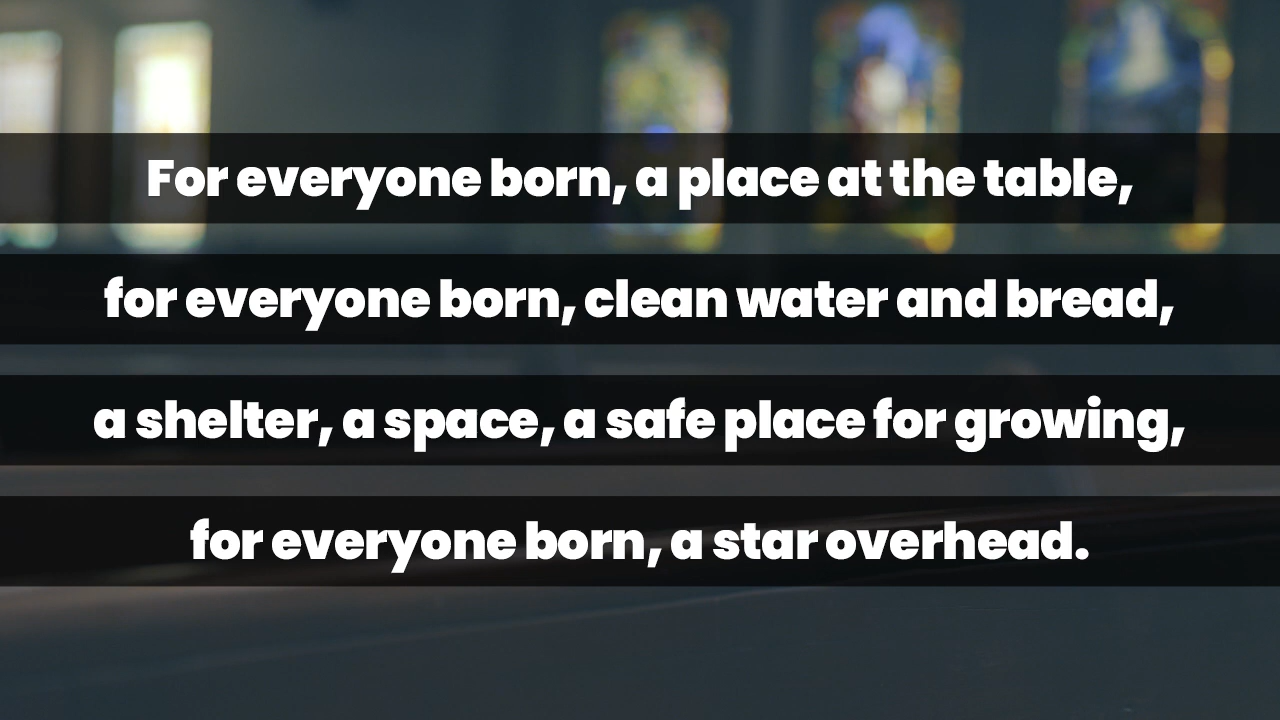 For everyone born, a place at the table,
for everyone born, clean water and bread,
a shelter, a space, a safe place for growing,
for everyone born, a star overhead.